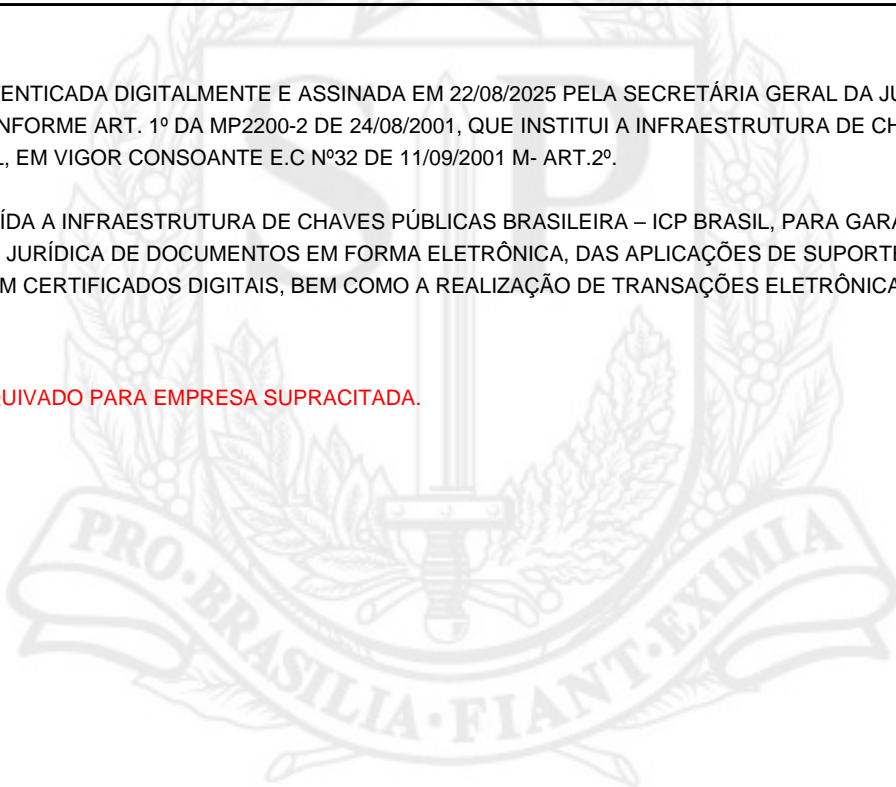 ENTICADA DIGITALMENTE E ASSINADA EM 22/08/2025 PELA SECRETÁRIA GERAL DA JU
NFORME ART. 1º DA MP2200-2 DE 24/08/2001, QUE INSTITUI A INFRAESTRUTURA DE CH
L, EM VIGOR CONSOANTE E.C Nº32 DE 11/09/2001 M- ART.2º.
ÍDA A INFRAESTRUTURA DE CHAVES PÚBLICAS BRASILEIRA – ICP BRASIL, PARA GARA
JURÍDICA DE DOCUMENTOS EM FORMA ELETRÔNICA, DAS APLICAÇÕES DE SUPORTE
M CERTIFICADOS DIGITAIS, BEM COMO A REALIZAÇÃO DE TRANSAÇÕES ELETRÔNICA
UIVADO PARA EMPRESA SUPRACITADA.
SP
PRO·BRASILIA·FIANT·EXIMIA